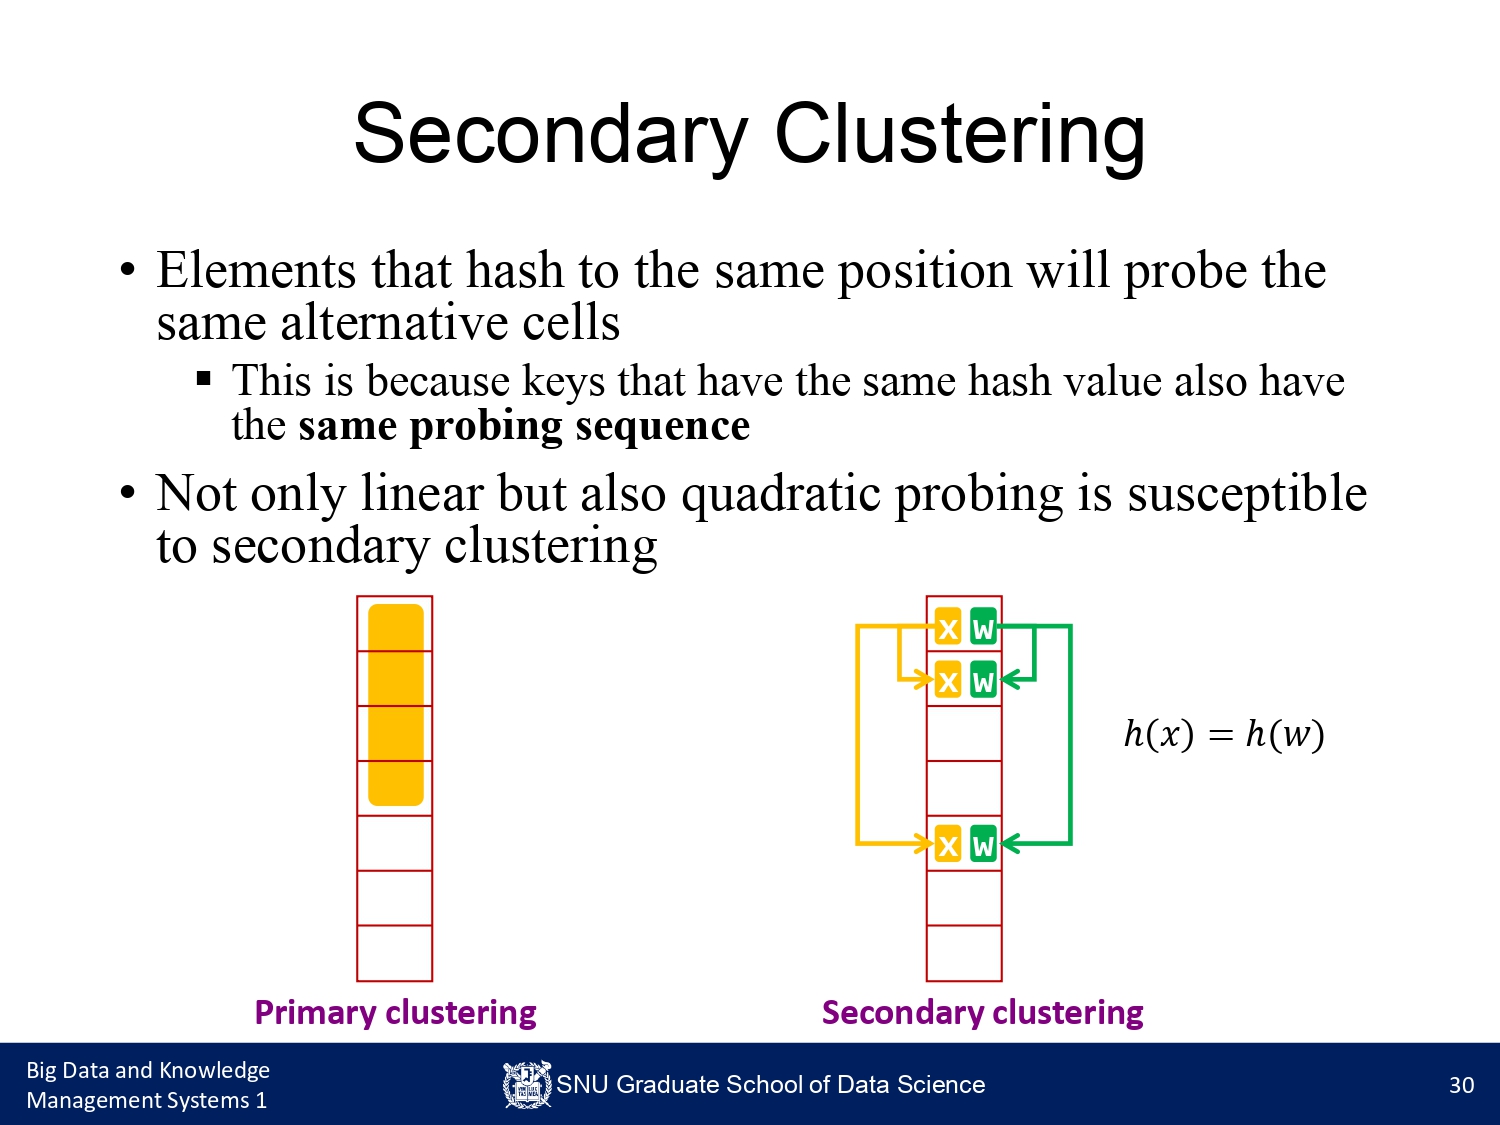 Secondary Clustering
• Elements that hash to the same position will probe the
same alternative cells
▪ This is because keys that have the same hash value also have
the same probing sequence
• Not only linear but also quadratic probing is susceptible
to secondary clustering
x w
x w
h(x) = h(w)
x w
Primary clustering
Secondary clustering
Big Data and Knowledge
Management Systems 1
SNU Graduate School of Data Science
30